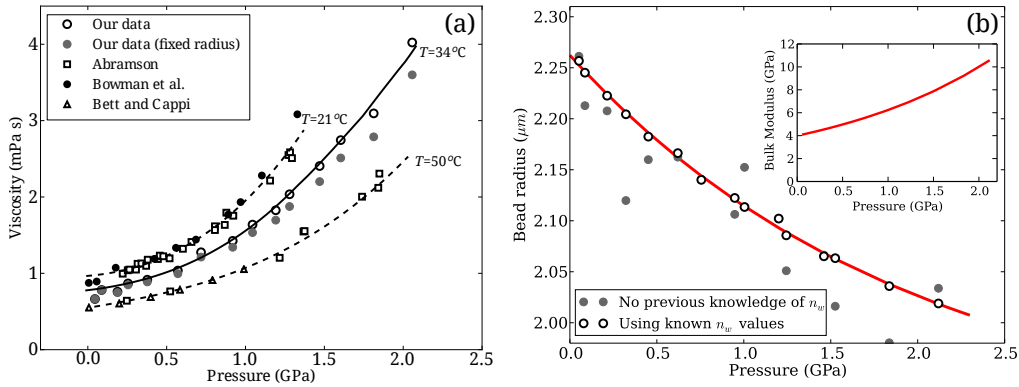 (a)
Our data
Our data (fixed radius)
Abramson
Bowman et al.
Bett and Cappi
T=34°C
T=21°C
T=50°C
Viscosity (mPa s)
4
3
2
1
0
0.0 0.5 1.0 1.5 2.0 2.5
Pressure (GPa)
(b)
2.30
2.25
2.20
2.15
2.10
2.05
2.00
Bead radius (μm)
0.0 0.5 1.0 1.5 2.0 2.5
Pressure (GPa)
No previous knowledge of n_w
Using known n_w values
12
10
8
6
4
2
0
Bulk Modulus (GPa)
0.0 0.5 1.0 1.5 2.0
Pressure (GPa)